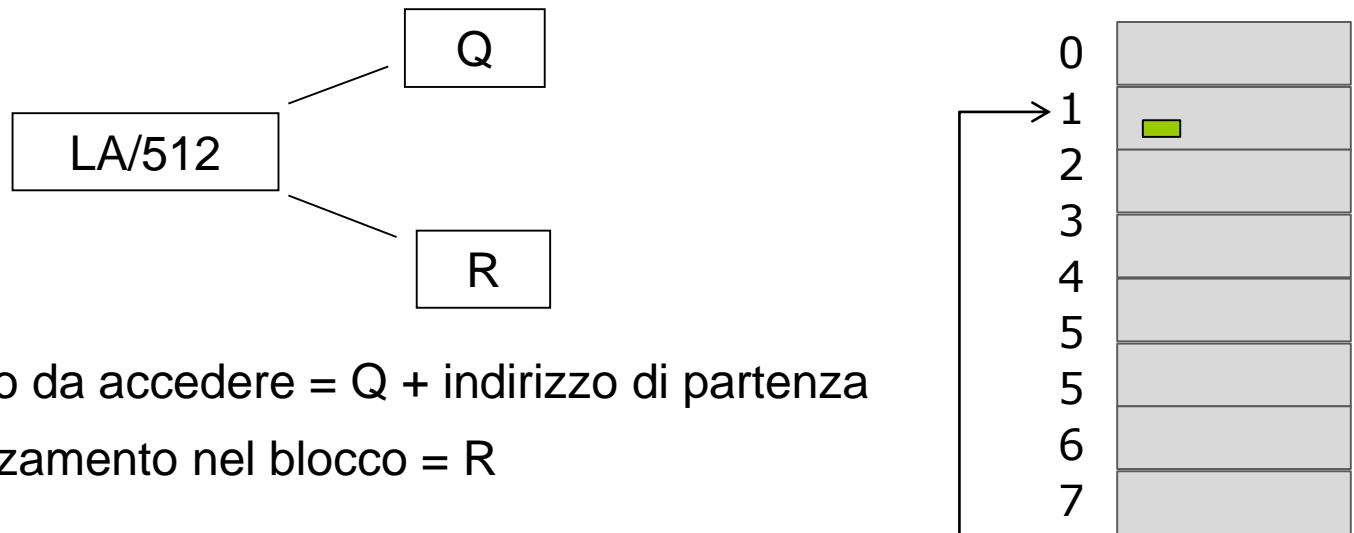 Q
LA/512
R
o da accedere = Q + indirizzo di partenza
zamento nel blocco = R
0
1
2
3
4
5
5
6
7